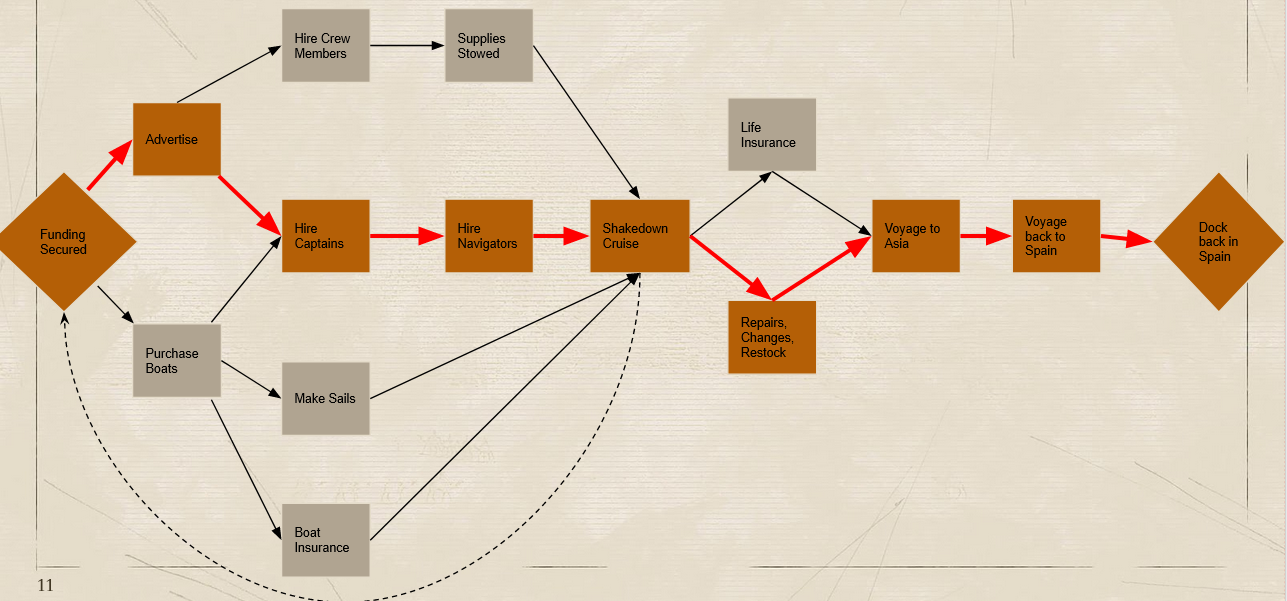 Hire Crew
Members
Supplies
Stowed
Advertise
Life
Insurance
Funding
Secured
Hire
Captains
Hire
Navigators
Shakedown
Cruise
Voyage to
Asia
Voyage
back to
Spain
Dock
back in
Spain
Purchase
Boats
Repairs,
Changes,
Restock
Make Sails
Boat
Insurance
11